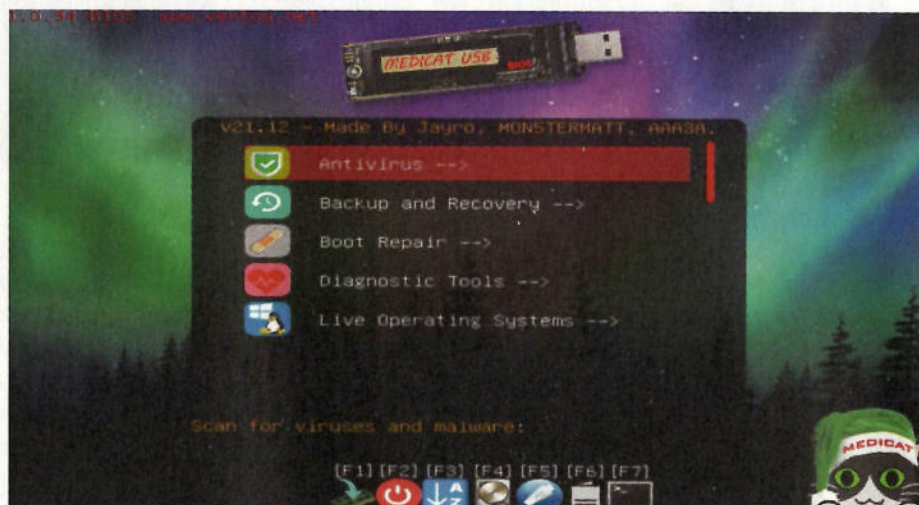 1.0.54 BIOS www.ventoy.net
MEDICAT USB
BIOS
v21.12 - Made By Jayro, MONSTERMATT, AAA3A.
Antivirus -->
Backup and Recovery -->
Boot Repair -->
Diagnostic Tools -->
Live Operating Systems -->
Scan for viruses and malware:
[F1] [F2] [F3] [F4] [F5] [F6] [F7]
A
Z
MEDICAT